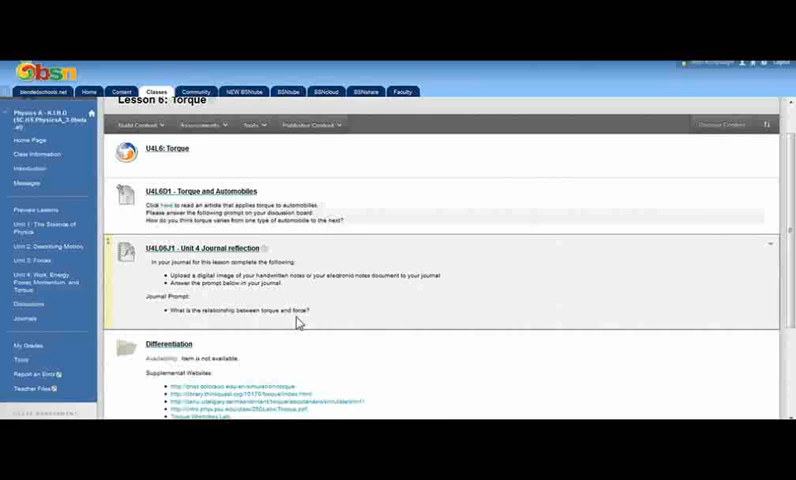 bsn
Logout
blendedschools.net
Home
Content
Classes
Community
NEW BSNtube
BSNtube
BSNcloud
BSNshare
Faculty
Lesson 6: Torque
Build Content
Assessments
Tools
Publisher Content
Discover Content
Physics A - K.I.N.D
Home Page
Class Information
Introduction
Messages
Preview Lessons
Unit 1: The Science of
Physics
Unit 2: Describing Motion
Unit 3: Forces
Unit 4: Work, Energy,
Power, Momentum, and
Torque
Discussions
Journals
My Grades
Tools
Report an Error
Teacher Files
U4L6: Torque
U4L6D1 - Torque and Automobiles
Click here to read an article that applies torque to automobiles.
Please answer the following prompt on your discussion board.
How do you think torque varies from one type of automobile to the next?
U4L06J1 - Unit 4 Journal reflection
In your journal for this lesson complete the following:
Upload a digital image of your handwritten notes or your electronic notes document to your journal
Answer the prompt below in your journal.
Journal Prompt:
What is the relationship between torque and force?
Differentiation
Availability: Item is not available.
Supplemental Websites:
http://phet.colorado.edu/en/simulation/torque